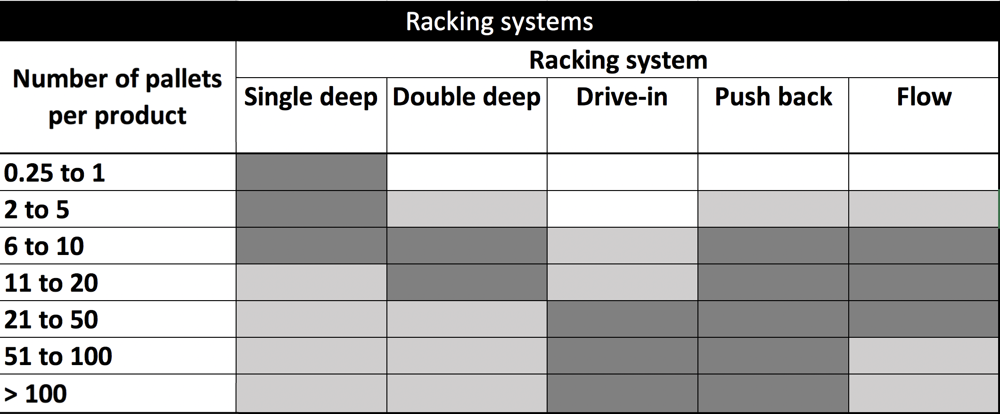 Racking systems
Number of pallets
per product
Racking system
Single deep
Double deep
Drive-in
Push back
Flow
0.25 to 1
2 to 5
6 to 10
11 to 20
21 to 50
51 to 100
> 100